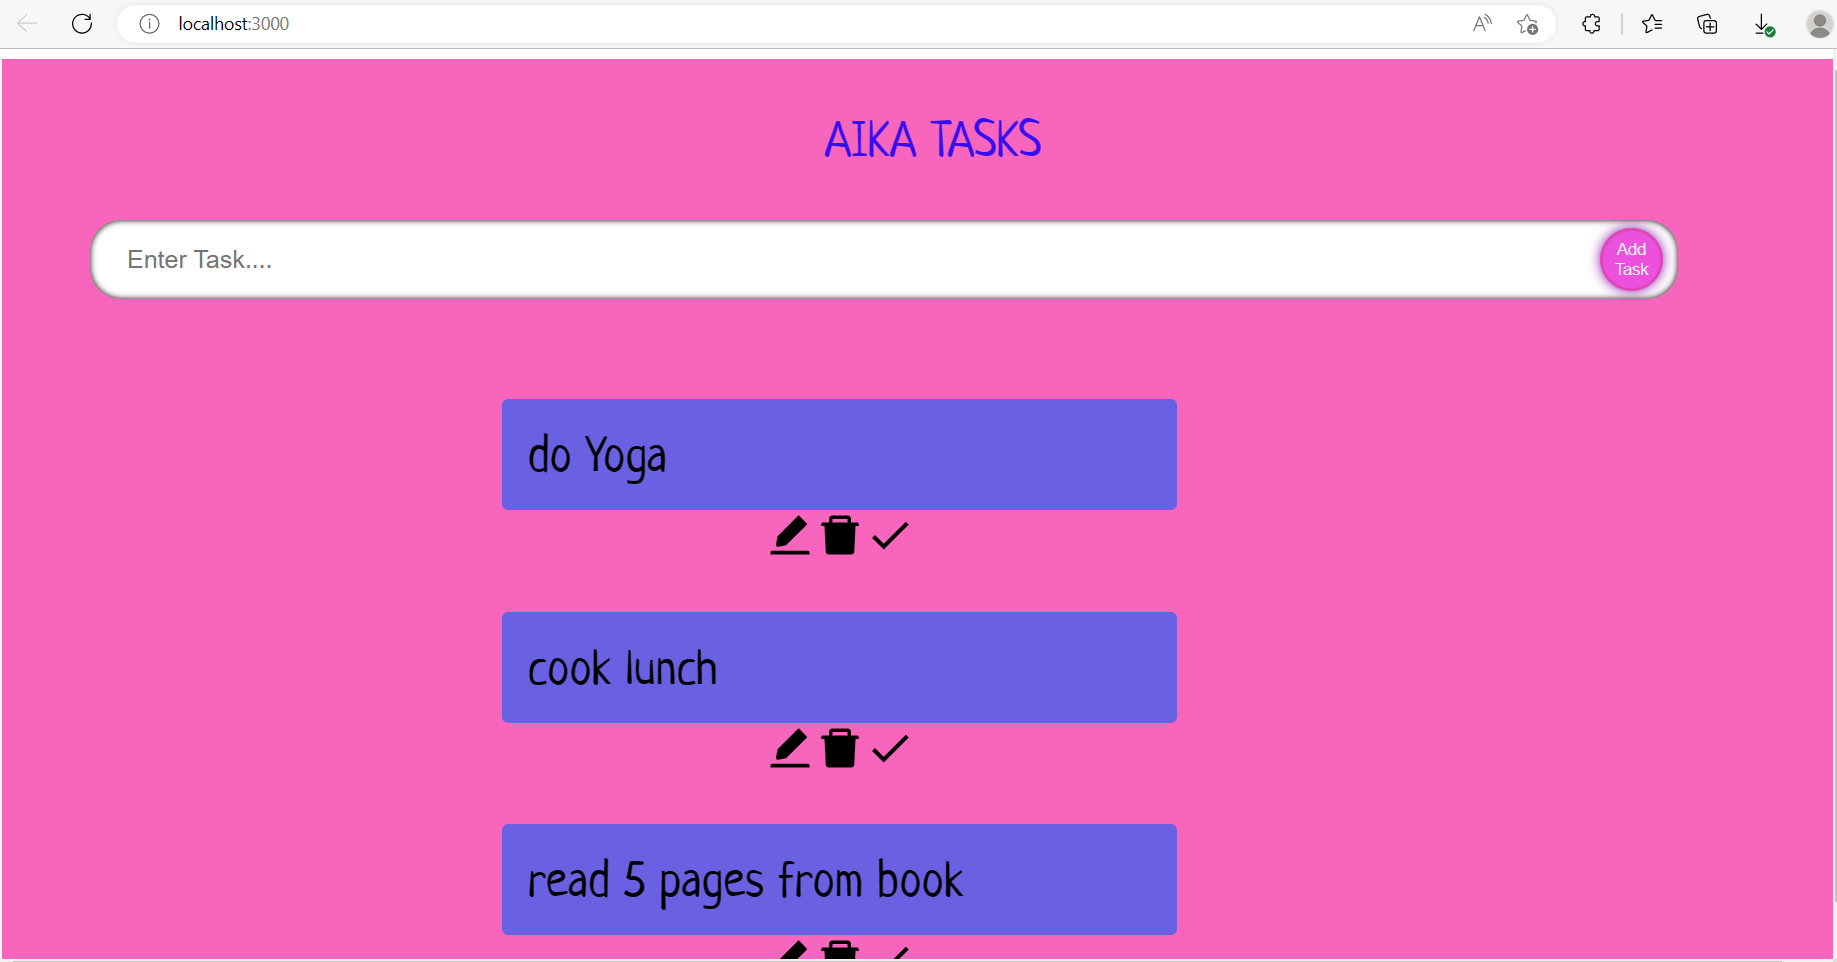 localhost:3000
AIKA TASKS
Enter Task....
Add
Task
do Yoga
cook lunch
read 5 pages from book